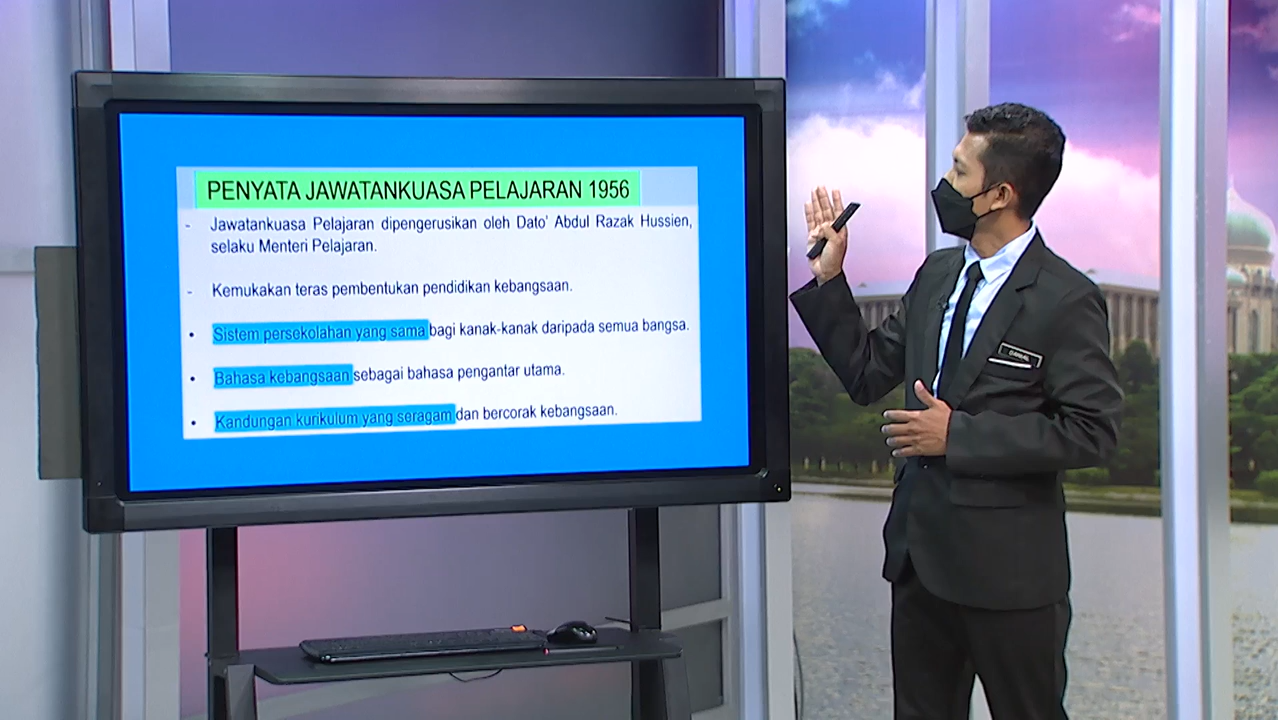 PENYATA JAWATANKUASA PELAJARAN 1956
- Jawatankuasa Pelajaran dipengerusikan oleh Dato' Abdul Razak Hussien,
selaku Menteri Pelajaran.
- Kemukakan teras pembentukan pendidikan kebangsaan.
• Sistem persekolahan yang sama bagi kanak-kanak daripada semua bangsa.
• Bahasa kebangsaan sebagai bahasa pengantar utama.
• Kandungan kurikulum yang seragam dan bercorak kebangsaan.
DANIAL